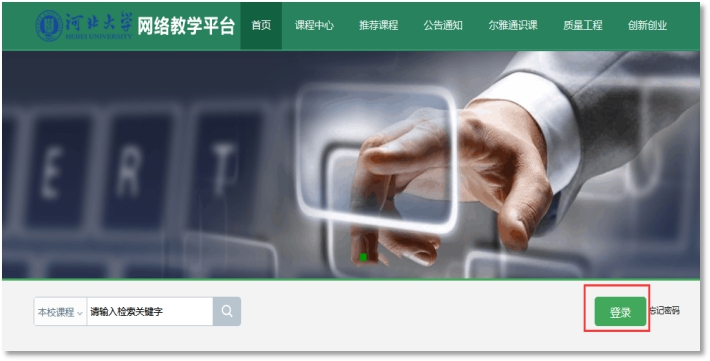 河北大学 HEBEI UNIVERSITY 网络教学平台 首页 课程中心 推荐课程 公告通知 尔雅通识课 质量工程 创新创业
E R T
本校课程 请输入检索关键字 登录 忘记密码